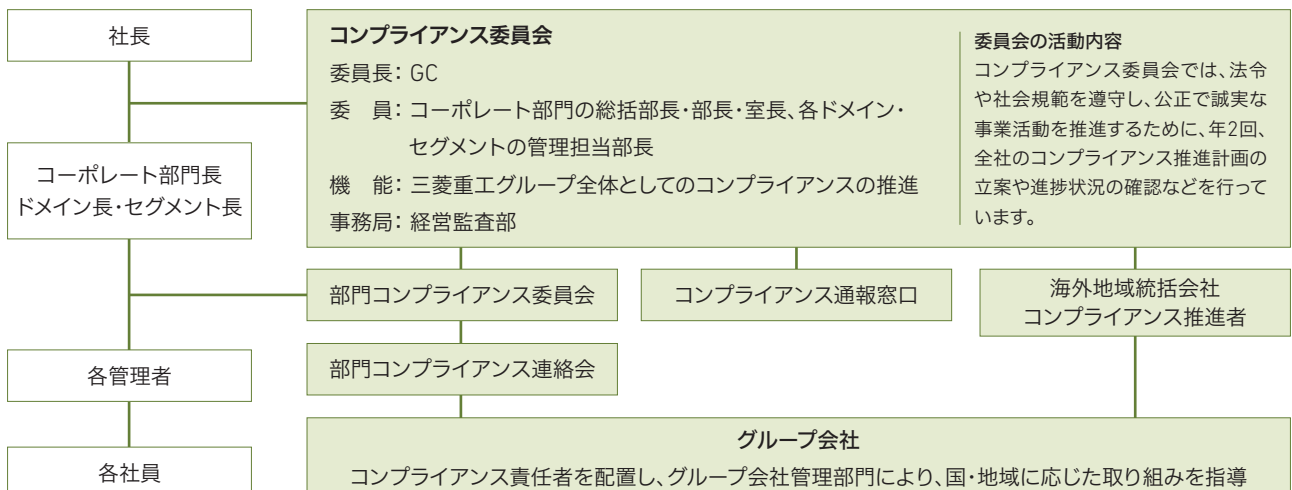 社長
コーポレート部門長
ドメイン長・セグメント長
各管理者
各社員
コンプライアンス委員会
委員長： GC
委　員： コーポレート部門の総括部長・部長・室長、各ドメイン・
セグメントの管理担当部長
機　能： 三菱重工グループ全体としてのコンプライアンスの推進
事務局： 経営監査部
委員会の活動内容
コンプライアンス委員会では、法令
や社会規範を遵守し、公正で誠実な
事業活動を推進するために、年2回、
全社のコンプライアンス推進計画の
立案や進捗状況の確認などを行って
います。
部門コンプライアンス委員会
コンプライアンス通報窓口
海外地域統括会社
コンプライアンス推進者
部門コンプライアンス連絡会
グループ会社
コンプライアンス責任者を配置し、グループ会社管理部門により、国・地域に応じた取り組みを指導